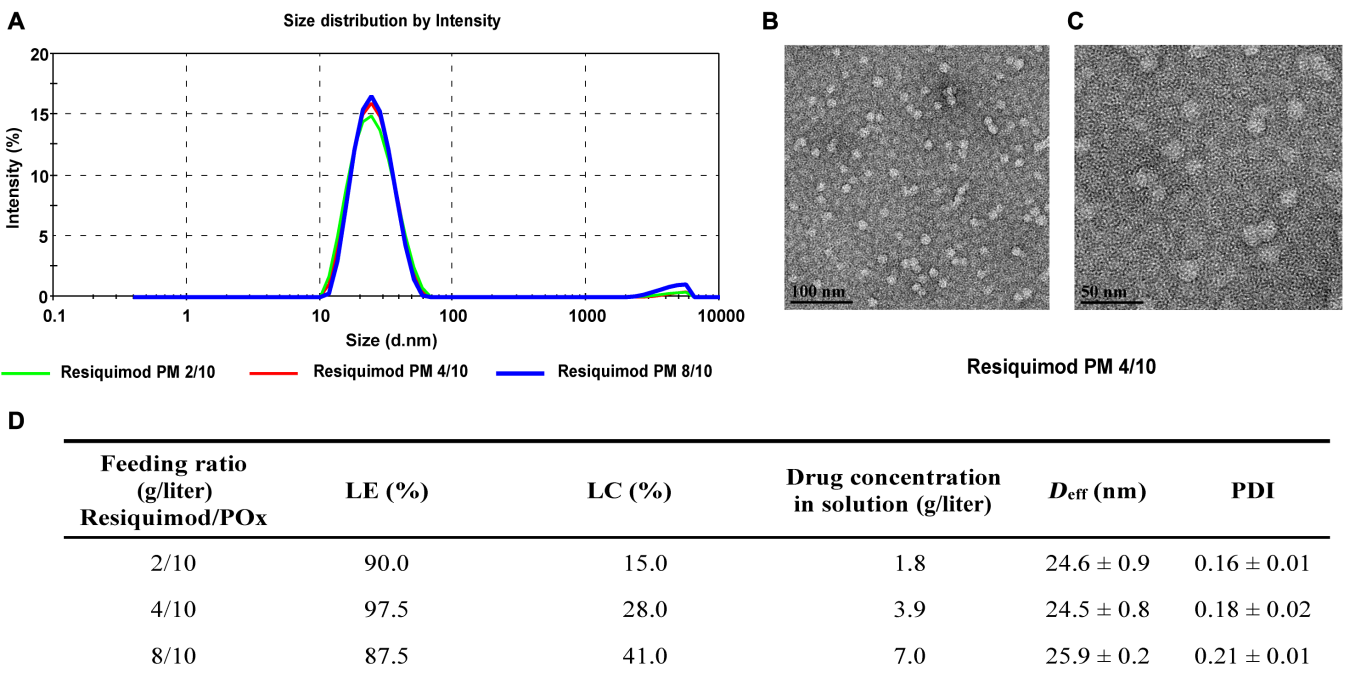 A
Size distribution by Intensity
Intensity (%)
20
15
10
5
0
0.1 1 10 100 1000 10000
Size (d.nm)
Resiquimod PM 2/10 Resiquimod PM 4/10 Resiquimod PM 8/10
B
100 nm
C
50 nm
Resiquimod PM 4/10
D
Feeding ratio
(g/liter)
Resiquimod/POx
LE (%)
LC (%)
Drug concentration
in solution (g/liter)
Deff (nm)
PDI
2/10 90.0 15.0 1.8 24.6 ± 0.9 0.16 ± 0.01
4/10 97.5 28.0 3.9 24.5 ± 0.8 0.18 ± 0.02
8/10 87.5 41.0 7.0 25.9 ± 0.2 0.21 ± 0.01